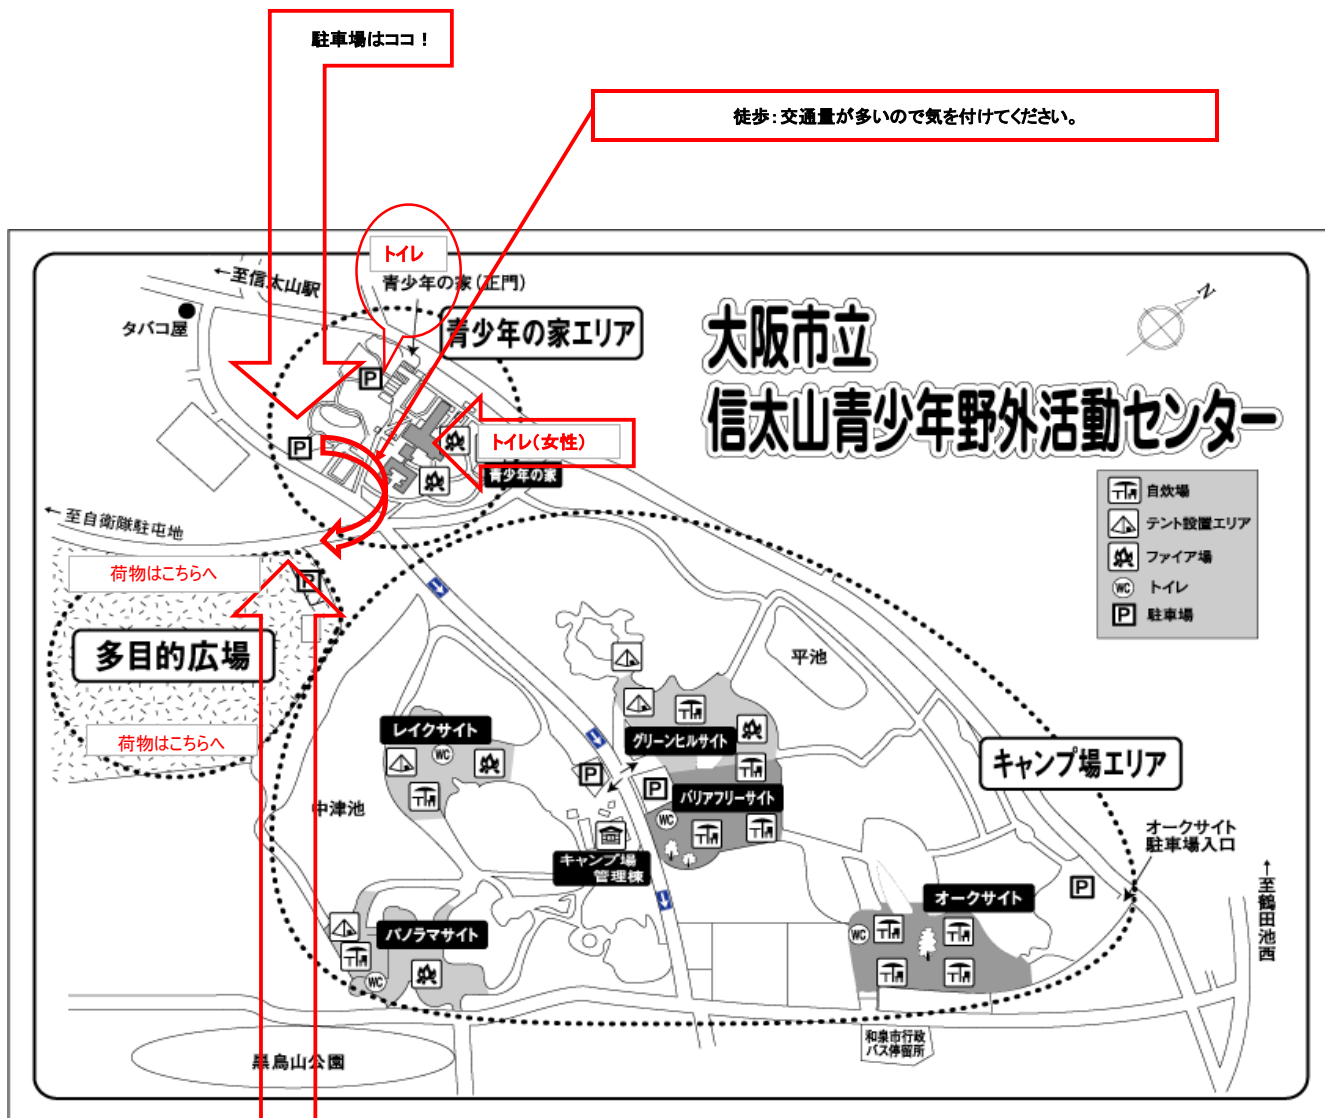 駐車場はココ！
徒歩：交通量が多いので気を付けてください。
トイレ
←至信太山駅
青少年の家（正門）
タバコ屋
青少年の家エリア
大阪市立
信太山青少年野外活動センター
N
P
P
トイレ（女性）
青少年の家
自炊場
テント設置エリア
ファイア場
WC
トイレ
P
駐車場
←至自衛隊駐屯地
荷物はこちらへ
P
多目的広場
荷物はこちらへ
平池
レイクサイト
WC
グリーンヒルサイト
キャンプ場エリア
P
P
バリアフリーサイト
WC
中津池
キャンプ場
管理棟
オークサイト
駐車場入口
P
←至鶴田池西
オークサイト
WC
パノラマサイト
WC
和泉市行政
バス停留所
黒鳥山公園